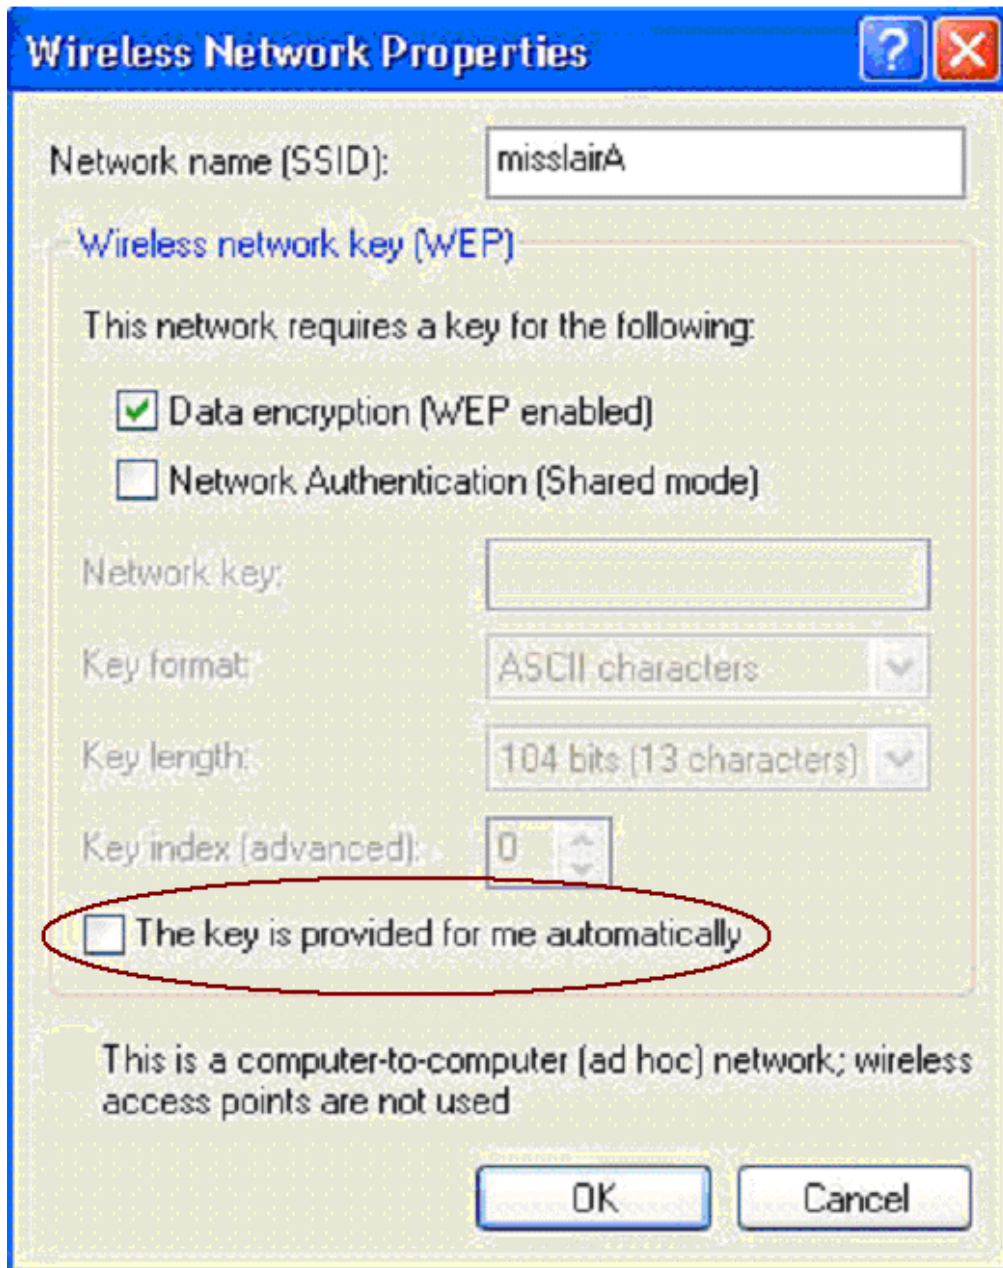 Wireless Network Properties
Network name (SSID):
misslairA
Wireless network key (WEP)
This network requires a key for the following:
Data encryption (WEP enabled)
Network Authentication (Shared mode)
Network key:
Key format:
ASCII characters
Key length:
104 bits (13 characters)
Key index (advanced):
0
The key is provided for me automatically
This is a computer-to-computer (ad hoc) network; wireless
access points are not used
OK
Cancel